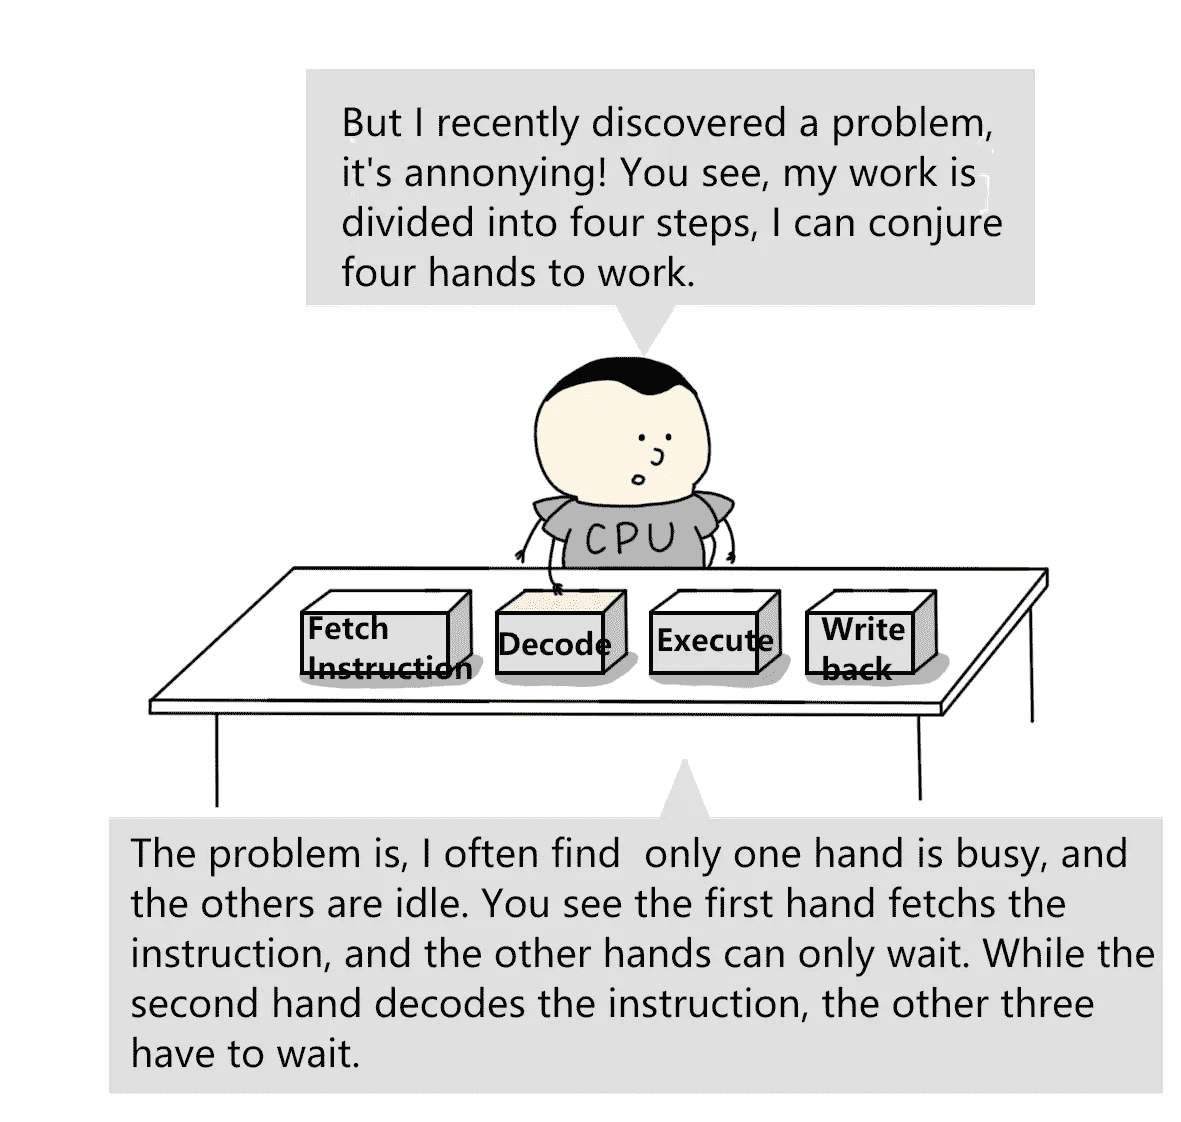 But I recently discovered a problem,
it's annonying! You see, my work is
divided into four steps, I can conjure
four hands to work.
CPU
Fetch
Instruction
Decode
Execute
Write
back
The problem is, I often find  only one hand is busy, and
the others are idle. You see the first hand fetchs the
instruction, and the other hands can only wait. While the
second hand decodes the instruction, the other three
have to wait.